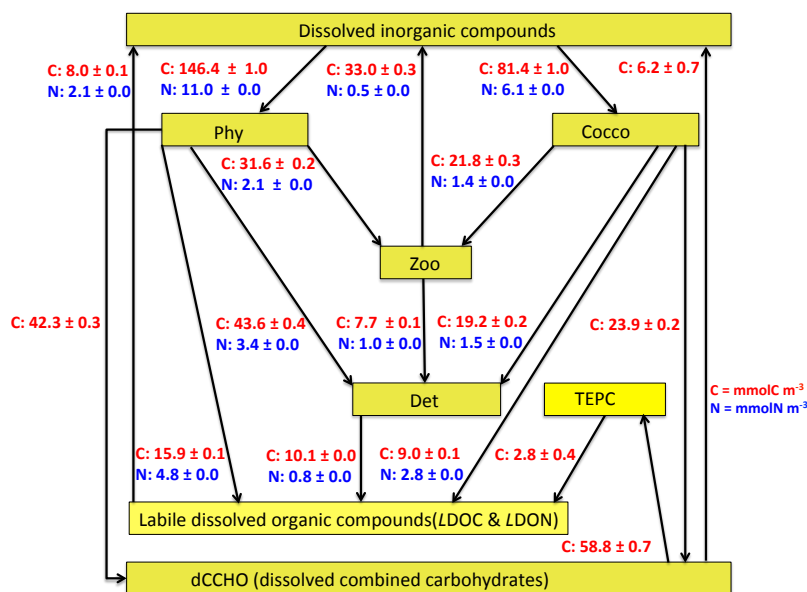 Dissolved inorganic compounds
C: 8.0 ± 0.1
N: 2.1 ± 0.0
C: 146.4 ± 1.0
N: 11.0 ± 0.0
C: 33.0 ± 0.3
N: 0.5 ± 0.0
C: 81.4 ± 1.0
N: 6.1 ± 0.0
C: 6.2 ± 0.7
Phy
Cocco
C: 31.6 ± 0.2
N: 2.1 ± 0.0
C: 21.8 ± 0.3
N: 1.4 ± 0.0
Zoo
C: 42.3 ± 0.3
C: 43.6 ± 0.4
N: 3.4 ± 0.0
C: 7.7 ± 0.1
N: 1.0 ± 0.0
C: 19.2 ± 0.2
N: 1.5 ± 0.0
C: 23.9 ± 0.2
Det
TEPC
C = mmolC m⁻³
N = mmolN m⁻³
C: 15.9 ± 0.1
N: 4.8 ± 0.0
C: 10.1 ± 0.0
N: 0.8 ± 0.0
C: 9.0 ± 0.1
N: 2.8 ± 0.0
C: 2.8 ± 0.4
Labile dissolved organic compounds(LDOC & LDON)
C: 58.8 ± 0.7
dCCHO (dissolved combined carbohydrates)